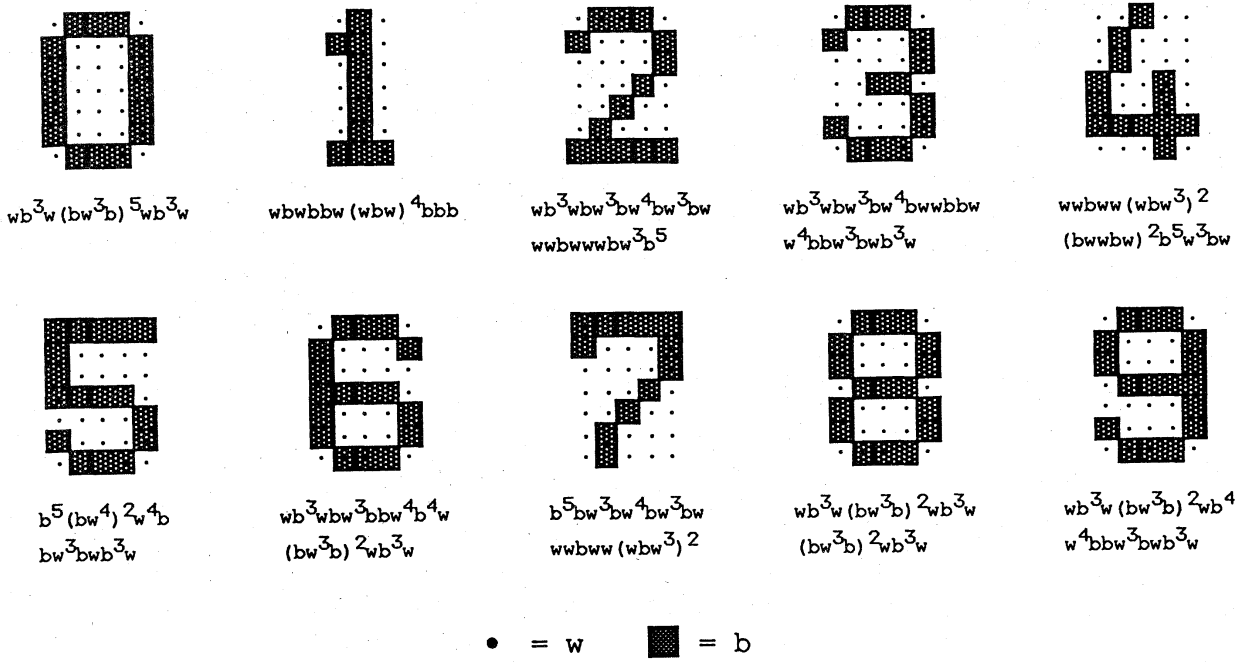 wb³w(bw³b)⁵wb³w
wbwbbw(wbw)⁴bbb
wb³wbw³bw⁴bw³bw
wwbwwwbw³b⁵
wb³wbw³bw⁴bwwbbw
w⁴bbw³bwb³w
wwbww(wbw³)²
(bwwbw)²b⁵w³bw
b⁵(bw⁴)²w⁴b
bw³bwb³w
wb³wbw³bbw⁴b⁴w
(bw³b)²wb³w
b⁵bw³bw⁴bw³bw
wwbww(wbw³)²
wb³w(bw³b)²wb³w
(bw³b)²wb³w
wb³w(bw³b)²wb⁴
w⁴bbw³bwb³w
• = w ■ = b